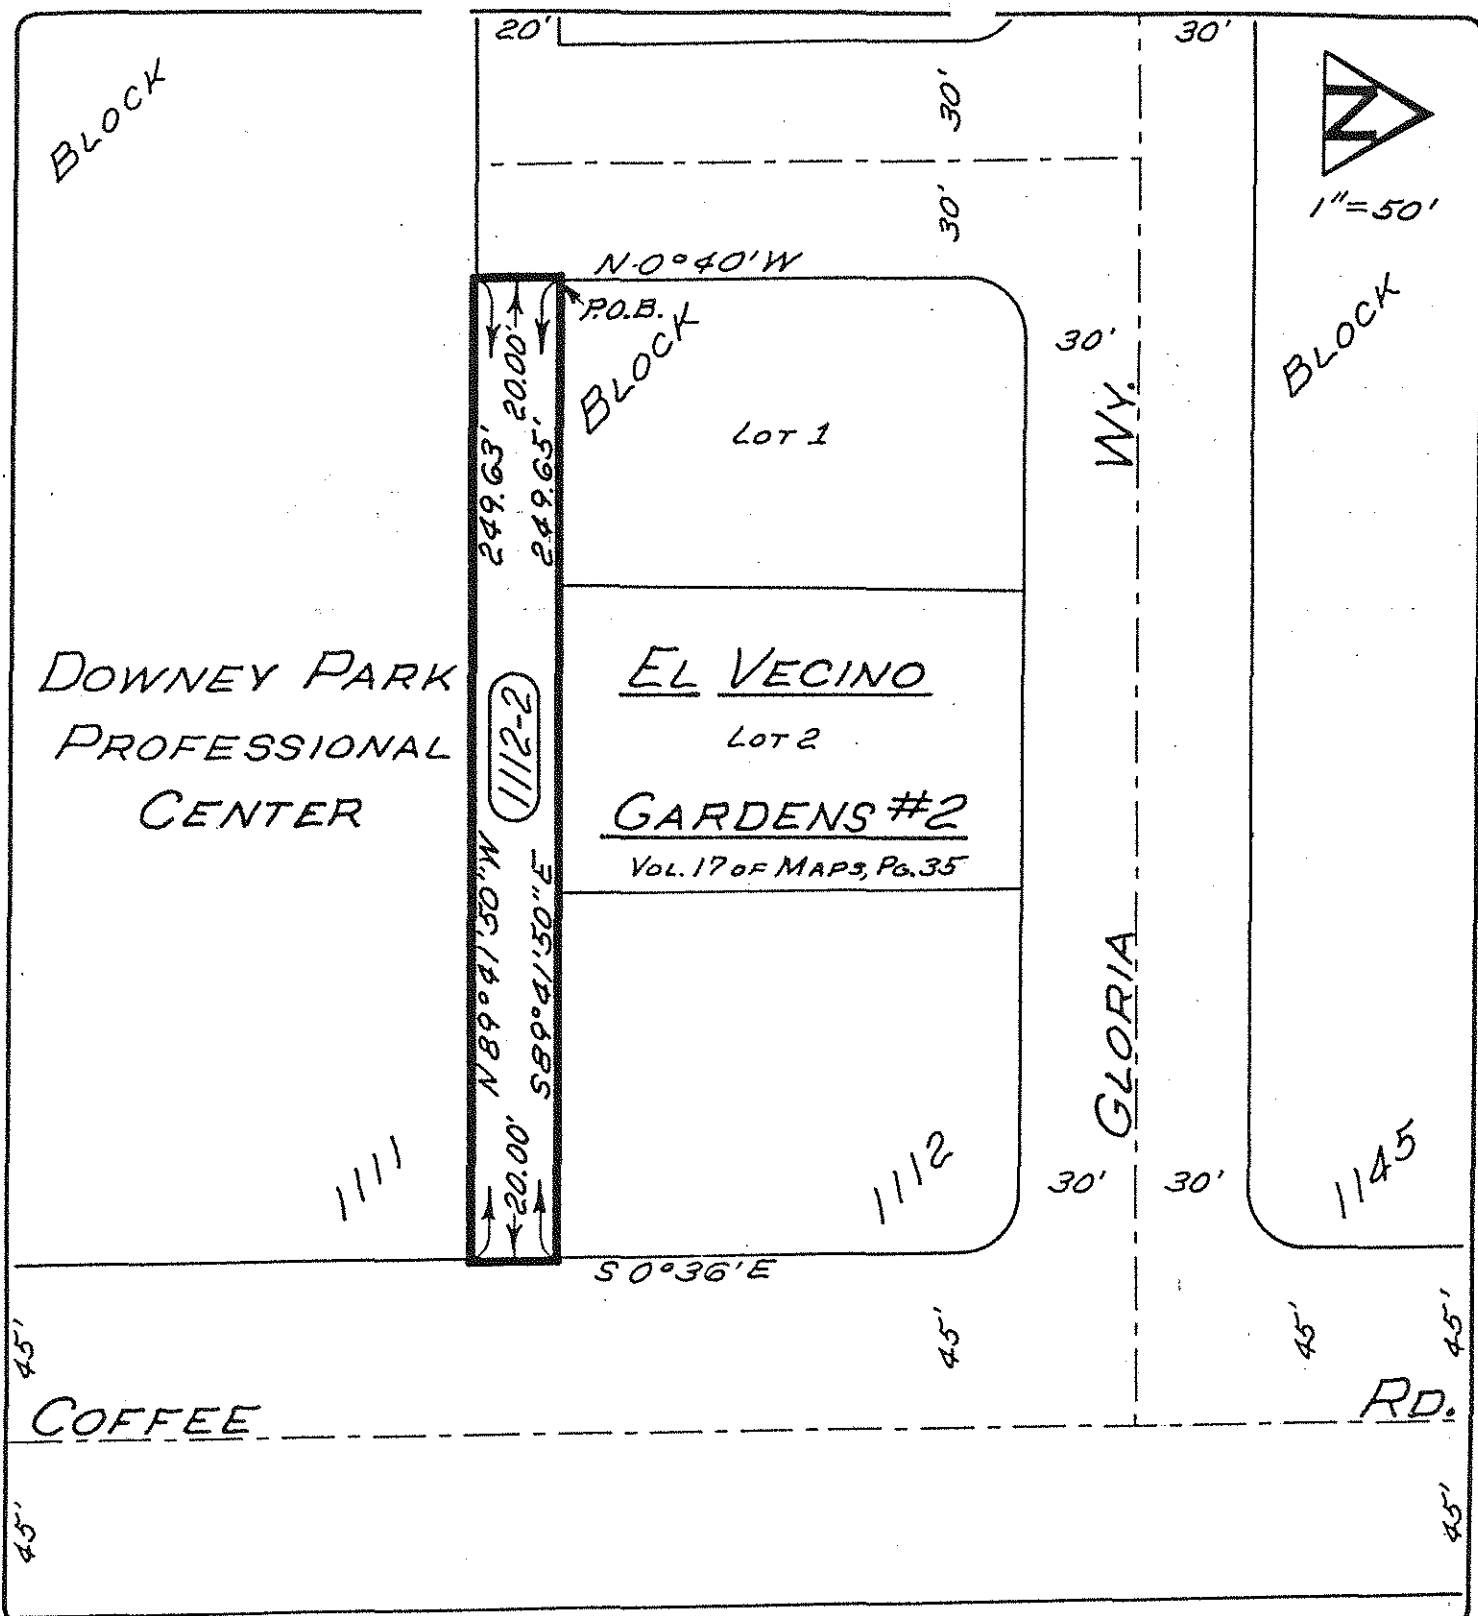 20'
30'
BLOCK
30'
N
1"=50'
30'
N 0°40' W
P.O.B.
BLOCK
BLOCK
30'
20.00'
249.63'
249.65'
LOT 1
WY.
DOWNEY PARK
PROFESSIONAL
CENTER
1112-2
EL VECINO
LOT 2
GARDENS #2
VOL. 17 OF MAPS, PG. 35
N 89°41'50" W
S 89°41'50" E
GLORIA
20.00'
1111
1112
30'
30'
1145
S 0°36' E
45'
45'
45'
45'
COFFEE
RD.
45'
45'